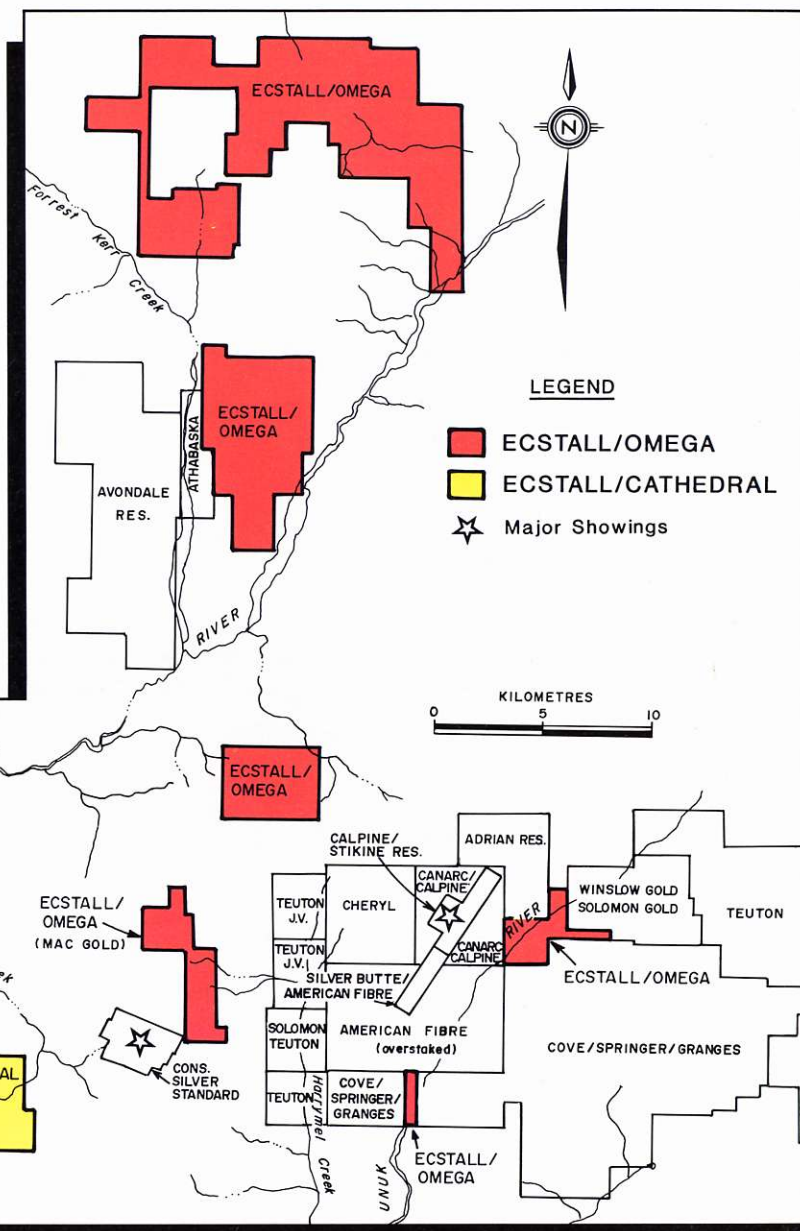 ECSTALL/OMEGA
N
Forrest Kerr Creek
ECSTALL/
OMEGA
ATHABASKA
AVONDALE
RES.
LEGEND
ECSTALL/OMEGA
ECSTALL/CATHEDRAL
Major Showings
RIVER
KILOMETRES
0 5 10
ECSTALL/
OMEGA
CALPINE/
STIKINE RES.
ADRIAN RES.
CANARC/
CALPINE
TEUTON
J.V.
CHERYL
RIVER
WINSLOW GOLD
SOLOMON GOLD
TEUTON
ECSTALL/
OMEGA
(MAC GOLD)
TEUTON
J.V.
CANARC
CALPINE
ECSTALL/OMEGA
SILVER BUTTE/
AMERICAN FIBRE
SOLOMON
TEUTON
AMERICAN FIBRE
(overstaked)
COVE/SPRINGER/GRANGES
ek
AL
CONS.
SILVER
STANDARD
TEUTON
COVE/
SPRINGER/
GRANGES
Harrymel Creek
UNUK
ECSTALL/
OMEGA